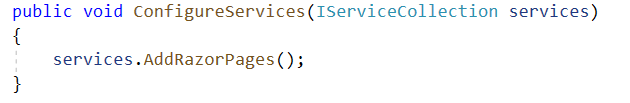 public void ConfigureServices(IServiceCollection services)
{
    services.AddRazorPages();
}